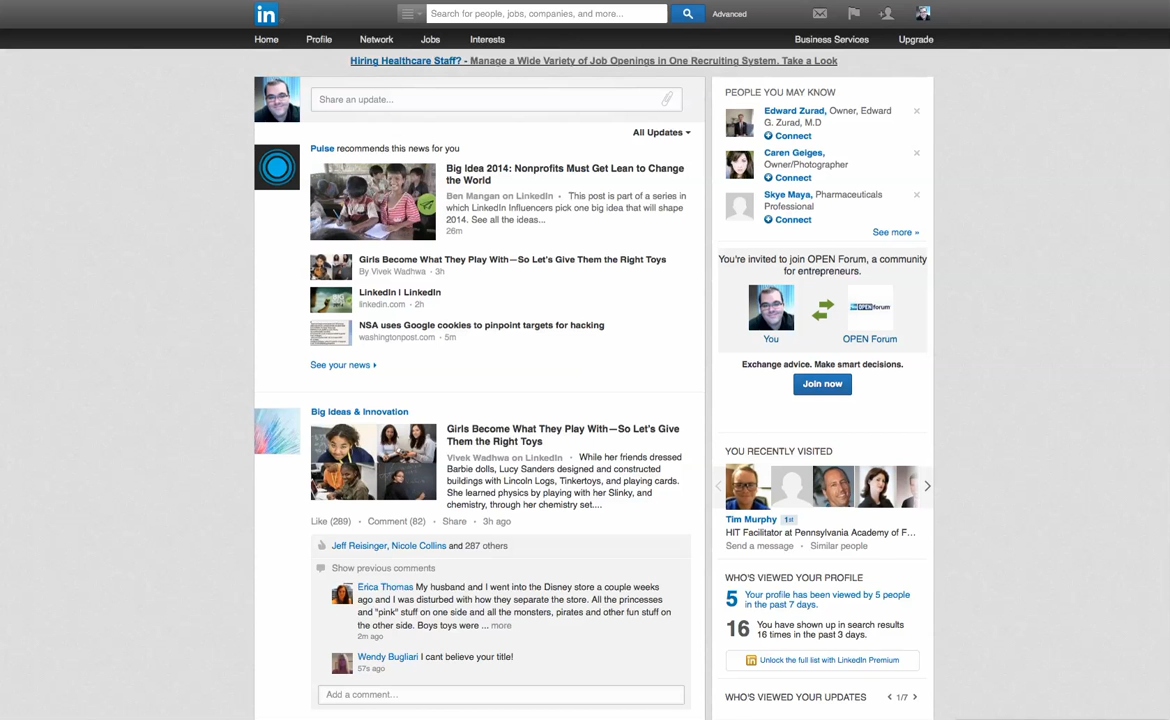 in
Search for people, jobs, companies, and more...
Advanced
Home Profile Network Jobs Interests
Business Services Upgrade
Hiring Healthcare Staff? - Manage a Wide Variety of Job Openings in One Recruiting System. Take a Look
Share an update...
All Updates
Pulse recommends this news for you
Big Idea 2014: Nonprofits Must Get Lean to Change
the World
Ben Mangan on LinkedIn • This post is part of a series in
which LinkedIn Influencers pick one big idea that will shape
2014. See all the ideas...
26m
Girls Become What They Play With—So Let's Give Them the Right Toys
By Vivek Wadhwa · 3h
LinkedIn | LinkedIn
linkedin.com · 2h
NSA uses Google cookies to pinpoint targets for hacking
washingtonpost.com · 5m
See your news
Big Ideas & Innovation
Girls Become What They Play With—So Let's Give
Them the Right Toys
Vivek Wadhwa on LinkedIn • While her friends dressed
Barbie dolls, Lucy Sanders designed and constructed
buildings with Lincoln Logs, Tinkertoys, and playing cards.
She learned physics by playing with her Slinky, and
chemistry, through her chemistry set....
Like (289) • Comment (82) • Share • 3h ago
Jeff Reisinger, Nicole Collins and 287 others
Show previous comments
Erica Thomas My husband and I went into the Disney store a couple weeks
ago and I was disturbed with how they separate the store. All the princesses
and "pink" stuff on one side and all the monsters, pirates and other fun stuff on
the other side. Boys toys were ... more
2m ago
Wendy Bugliari I cant believe your title!
57s ago
Add a comment...
PEOPLE YOU MAY KNOW
Edward Zurad, Owner, Edward
G. Zurad, M.D
Connect
Caren Geiges,
Owner/Photographer
Connect
Skye Maya, Pharmaceuticals
Professional
Connect
See more »
You're invited to join OPEN Forum, a community
for entrepreneurs.
OPEN forum
You OPEN Forum
Exchange advice. Make smart decisions.
Join now
YOU RECENTLY VISITED
Tim Murphy 1st
HIT Facilitator at Pennsylvania Academy of F...
Send a message • Similar people
WHO'S VIEWED YOUR PROFILE
5 Your profile has been viewed by 5 people
in the past 7 days.
16 You have shown up in search results
16 times in the past 3 days.
in Unlock the full list with LinkedIn Premium
WHO'S VIEWED YOUR UPDATES < 1/7 >